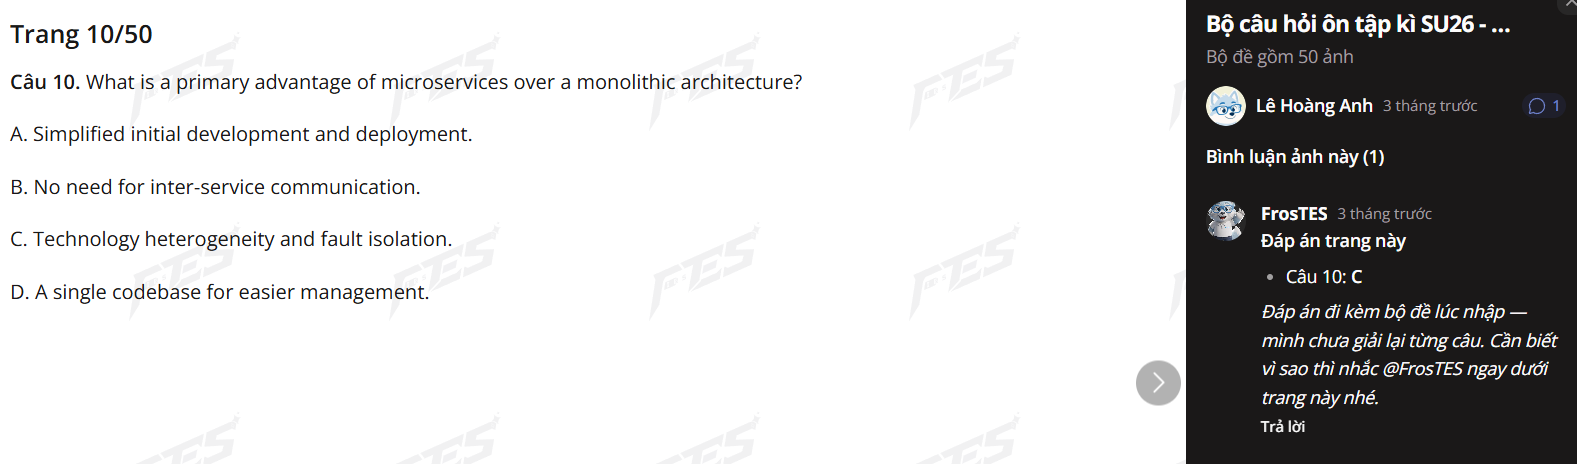 Trang 10/50
Câu 10. What is a primary advantage of microservices over a monolithic architecture?
A. Simplified initial development and deployment.
B. No need for inter-service communication.
C. Technology heterogeneity and fault isolation.
D. A single codebase for easier management.
Bộ câu hỏi ôn tập kì SU26 - ...
Bộ đề gồm 50 ảnh
Lê Hoàng Anh 3 tháng trước 1
Bình luận ảnh này (1)
FrosTES 3 tháng trước
Đáp án trang này
Câu 10: C
Đáp án đi kèm bộ đề lúc nhập —
mình chưa giải lại từng câu. Cần biết
vì sao thì nhắc @FrosTES ngay dưới
trang này nhé.
Trả lời